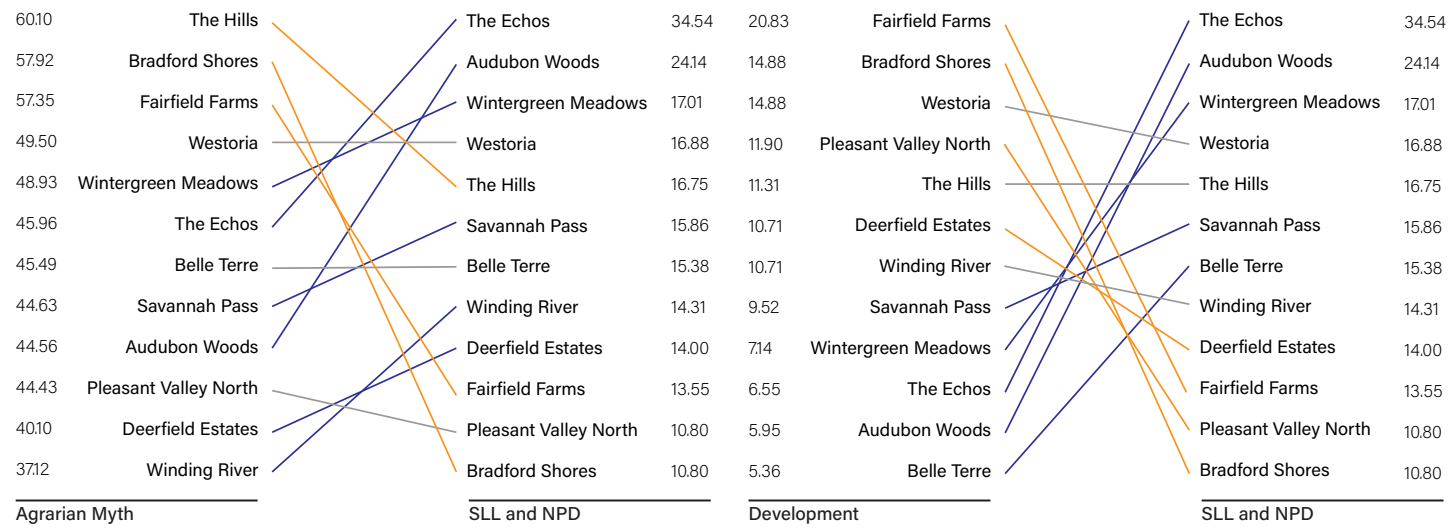 60.10 The Hills The Echos 34.54 20.83 Fairfield Farms The Echos 34.54
57.92 Bradford Shores Audubon Woods 24.14 14.88 Bradford Shores Audubon Woods 24.14
57.35 Fairfield Farms Wintergreen Meadows 17.01 14.88 Westoria Wintergreen Meadows 17.01
49.50 Westoria Westoria 16.88 11.90 Pleasant Valley North Westoria 16.88
48.93 Wintergreen Meadows The Hills 16.75 11.31 The Hills The Hills 16.75
45.96 The Echos Savannah Pass 15.86 10.71 Deerfield Estates Savannah Pass 15.86
45.49 Belle Terre Belle Terre 15.38 10.71 Winding River Belle Terre 15.38
44.63 Savannah Pass Winding River 14.31 9.52 Savannah Pass Winding River 14.31
44.56 Audubon Woods Deerfield Estates 14.00 7.14 Wintergreen Meadows Deerfield Estates 14.00
44.43 Pleasant Valley North Fairfield Farms 13.55 6.55 The Echos Fairfield Farms 13.55
40.10 Deerfield Estates Pleasant Valley North 10.80 5.95 Audubon Woods Pleasant Valley North 10.80
37.12 Winding River Bradford Shores 10.80 5.36 Belle Terre Bradford Shores 10.80
Agrarian Myth SLL and NPD Development SLL and NPD